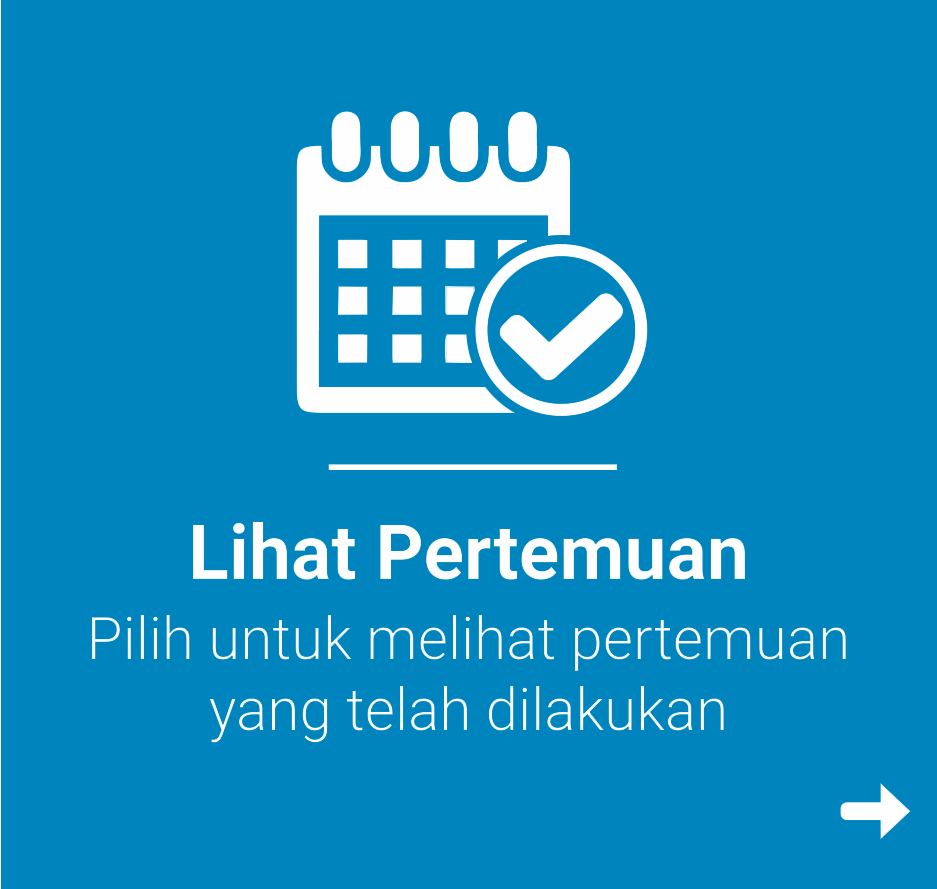 Lihat Pertemuan
Pilih untuk melihat pertemuan
yang telah dilakukan